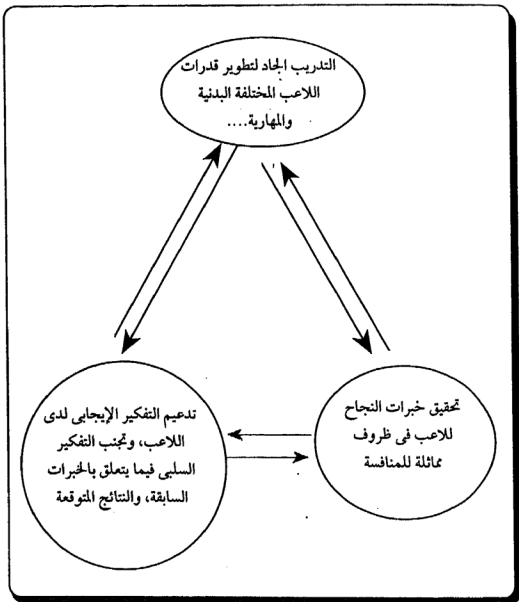 التدريب الجاد لتطوير قدرات
اللاعب المختلفة البدنية
والمهارية....
تحقيق خبرات النجاح
للاعب فى ظروف
مماثلة للمنافسة
تدعيم التفكير الإيجابى لدى
اللاعب، وتجنب التفكير
السلبى فيما يتعلق بالخبرات
السابقة، والنتائج المتوقعة